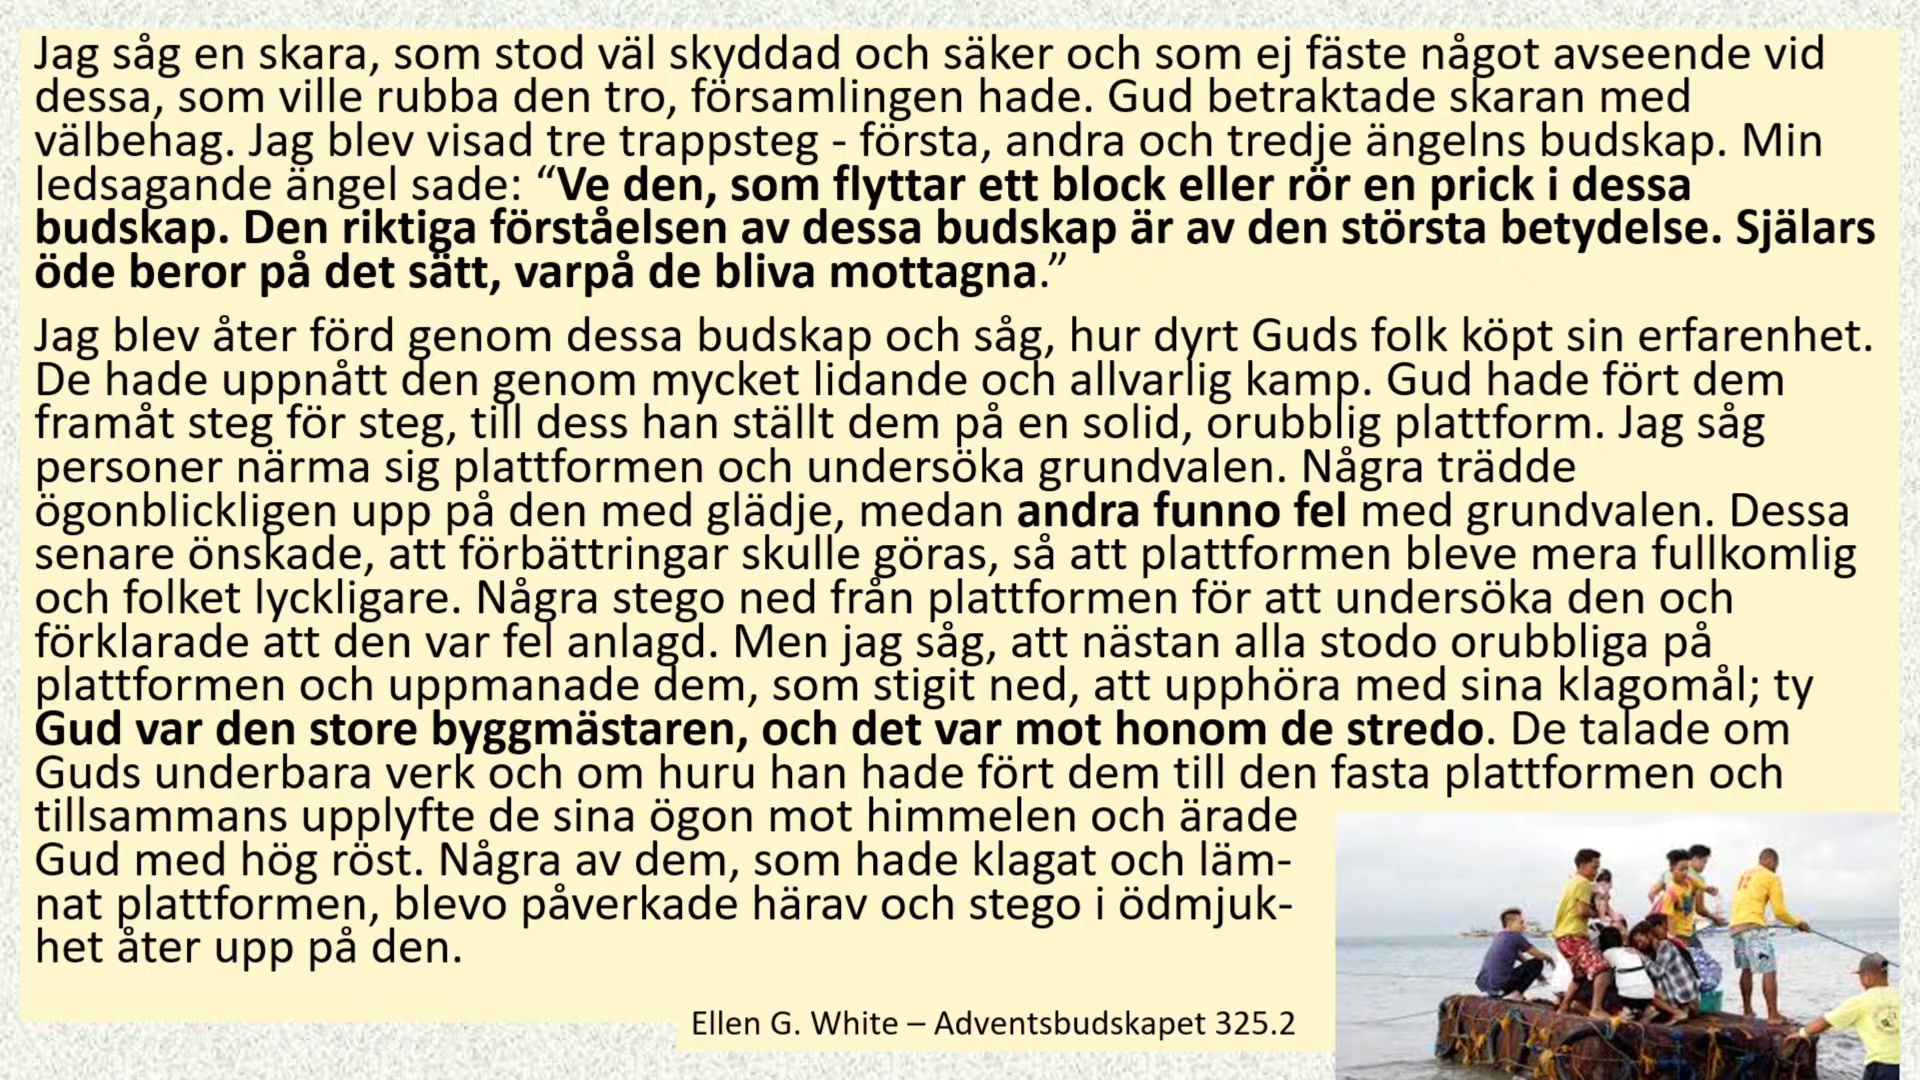 Jag såg en skara, som stod väl skyddad och säker och som ej fäste något avseende vid
dessa, som ville rubba den tro, församlingen hade. Gud betraktade skaran med
välbehag. Jag blev visad tre trappsteg - första, andra och tredje ängelns budskap. Min
ledsagande ängel sade: “Ve den, som flyttar ett block eller rör en prick i dessa
budskap. Den riktiga förståelsen av dessa budskap är av den största betydelse. Själars
öde beror på det sätt, varpå de bliva mottagna.”
Jag blev åter förd genom dessa budskap och såg, hur dyrt Guds folk köpt sin erfarenhet.
De hade uppnått den genom mycket lidande och allvarlig kamp. Gud hade fört dem
framåt steg för steg, till dess han ställt dem på en solid, orubblig plattform. Jag såg
personer närma sig plattformen och undersöka grundvalen. Några trädde
ögonblickligen upp på den med glädje, medan andra funno fel med grundvalen. Dessa
senare önskade, att förbättringar skulle göras, så att plattformen bleve mera fullkomlig
och folket lyckligare. Några stego ned från plattformen för att undersöka den och
förklarade att den var fel anlagd. Men jag såg, att nästan alla stodo orubbliga på
plattformen och uppmanade dem, som stigit ned, att upphöra med sina klagomål; ty
Gud var den store byggmästaren, och det var mot honom de stredo. De talade om
Guds underbara verk och om huru han hade fört dem till den fasta plattformen och
tillsammans upplyfte de sina ögon mot himmelen och ärade
Gud med hög röst. Några av dem, som hade klagat och läm-
nat plattformen, blevo påverkade härav och stego i ödmjuk-
het åter upp på den.
Ellen G. White – Adventsbudskapet 325.2